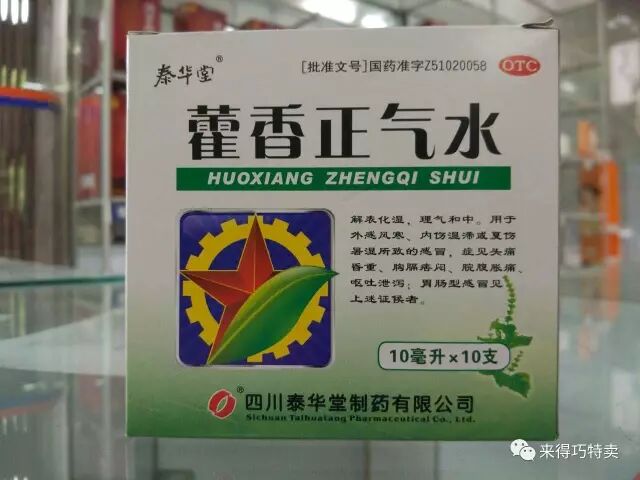 泰华堂®
[批准文号]国药准字Z51020058 OTC
藿香正气水
HUOXIANG ZHENGQI SHUI
解表化湿，理气和中。用于
外感风寒、内伤湿滞或夏伤
暑湿所致的感冒，症见头痛
昏重、胸膈痞闷、脘腹胀痛、
呕吐泄泻；胃肠型感冒见
上述证候者。
10毫升×10支
四川泰华堂制药有限公司
Sichuan Taihuatang Pharmaceutical Co., Ltd.
来得巧特卖